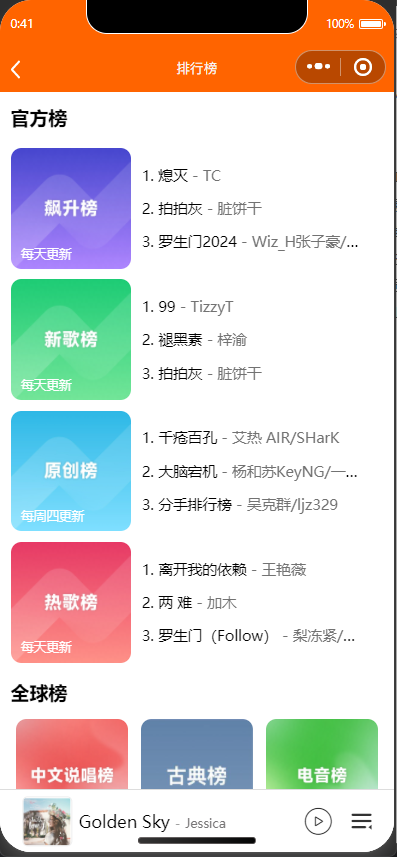 0:41
100%
排行榜
官方榜
飙升榜
每天更新
1. 熄灭 - TC
2. 拍拍灰 - 脏饼干
3. 罗生门2024 - Wiz_H张子豪/...
新歌榜
每天更新
1. 99 - TizzyT
2. 褪黑素 - 梓渝
3. 拍拍灰 - 脏饼干
原创榜
每周四更新
1. 千疮百孔 - 艾热 AIR/SHarK
2. 大脑宕机 - 杨和苏KeyNG/一...
3. 分手排行榜 - 吴克群/ljz329
热歌榜
每天更新
1. 离开我的依赖 - 王艳薇
2. 两 难 - 加木
3. 罗生门（Follow） - 梨冻紧/...
全球榜
中文说唱榜
古典榜
电音榜
Golden Sky - Jessica